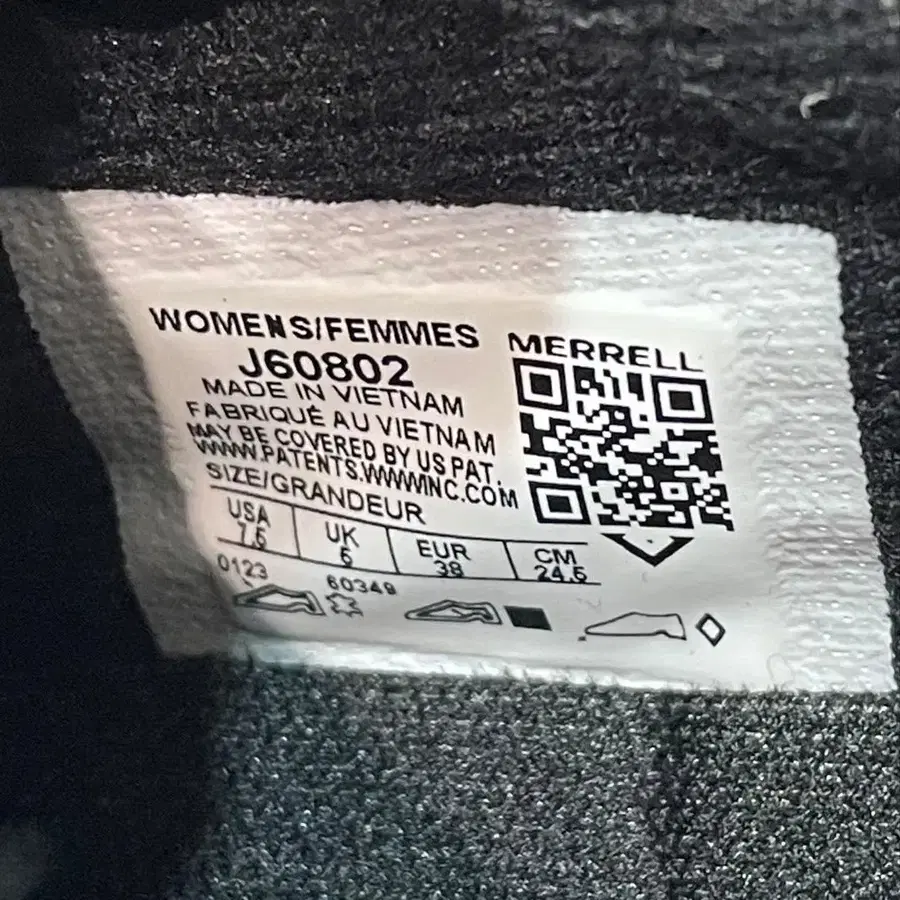 WOMENS/FEMMES
J60802
MADE IN VIETNAM
FABRIQUÉ AU VIETNAM
MAY BE COVERED BY US PAT.
WWW.PATENTS.WWWINC.COM
SIZE/GRANDEUR
USA UK EUR CM
7.5 5 38 24.5
0123 60349
MERRELL